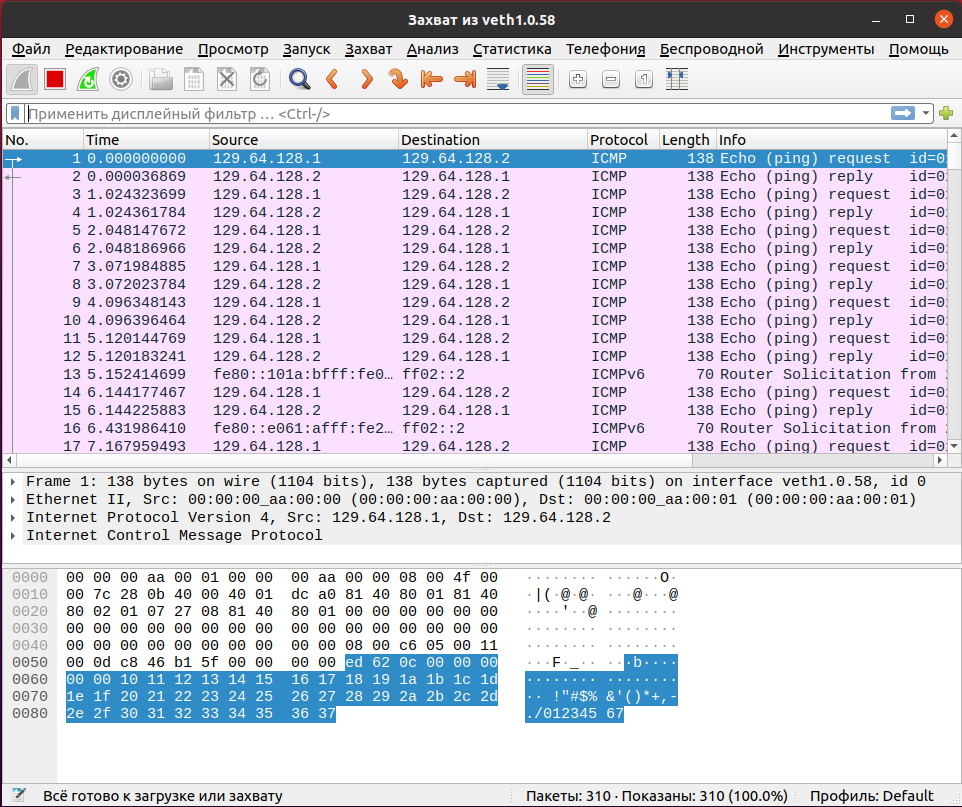 Захват из veth1.0.58
Файл Редактирование Просмотр Запуск Захват Анализ Статистика Телефония Беспроводной Инструменты Помощь
Применить дисплейный фильтр … <Ctrl-/>
No. Time Source Destination Protocol Length Info
1 0.000000000 129.64.128.1 129.64.128.2 ICMP 138 Echo (ping) request id=0
2 0.000036869 129.64.128.2 129.64.128.1 ICMP 138 Echo (ping) reply id=0
3 1.024323699 129.64.128.1 129.64.128.2 ICMP 138 Echo (ping) request id=0
4 1.024361784 129.64.128.2 129.64.128.1 ICMP 138 Echo (ping) reply id=0
5 2.048147672 129.64.128.1 129.64.128.2 ICMP 138 Echo (ping) request id=0
6 2.048186966 129.64.128.2 129.64.128.1 ICMP 138 Echo (ping) reply id=0
7 3.071984885 129.64.128.1 129.64.128.2 ICMP 138 Echo (ping) request id=0
8 3.072023784 129.64.128.2 129.64.128.1 ICMP 138 Echo (ping) reply id=0
9 4.096348143 129.64.128.1 129.64.128.2 ICMP 138 Echo (ping) request id=0
10 4.096396464 129.64.128.2 129.64.128.1 ICMP 138 Echo (ping) reply id=0
11 5.120144769 129.64.128.1 129.64.128.2 ICMP 138 Echo (ping) request id=0
12 5.120183241 129.64.128.2 129.64.128.1 ICMP 138 Echo (ping) reply id=0
13 5.152414699 fe80::101a:bfff:fe0… ff02::2 ICMPv6 70 Router Solicitation from
14 6.144177467 129.64.128.1 129.64.128.2 ICMP 138 Echo (ping) request id=0
15 6.144225883 129.64.128.2 129.64.128.1 ICMP 138 Echo (ping) reply id=0
16 6.431986410 fe80::e061:afff:fe2… ff02::2 ICMPv6 70 Router Solicitation from
17 7.167959493 129.64.128.1 129.64.128.2 ICMP 138 Echo (ping) request id=0
Frame 1: 138 bytes on wire (1104 bits), 138 bytes captured (1104 bits) on interface veth1.0.58, id 0
Ethernet II, Src: 00:00:00_aa:00:00 (00:00:00:aa:00:00), Dst: 00:00:00_aa:00:01 (00:00:00:aa:00:01)
Internet Protocol Version 4, Src: 129.64.128.1, Dst: 129.64.128.2
Internet Control Message Protocol
0000 00 00 00 aa 00 01 00 00 00 aa 00 00 08 00 4f 00 ········ ······O·
0010 00 7c 28 0b 40 00 40 01 dc a0 81 40 80 01 81 40 ·|(·@·@· ···@···@
0020 80 02 01 07 27 08 81 40 80 01 00 00 00 00 00 00 ····'··@ ········
0030 00 00 00 00 00 00 00 00 00 00 00 00 00 00 00 00 ········ ········
0040 00 00 00 00 00 00 00 00 00 00 08 00 c6 05 00 11 ········ ········
0050 00 0d c8 46 b1 5f 00 00 00 00 ed 62 0c 00 00 00 ···F·_·· ···b····
0060 00 00 10 11 12 13 14 15 16 17 18 19 1a 1b 1c 1d ········ ········
0070 1e 1f 20 21 22 23 24 25 26 27 28 29 2a 2b 2c 2d ·· !"#$% &'()*+,-
0080 2e 2f 30 31 32 33 34 35 36 37 ./012345 67
Всё готово к загрузке или захвату Пакеты: 310 · Показаны: 310 (100.0%) Профиль: Default